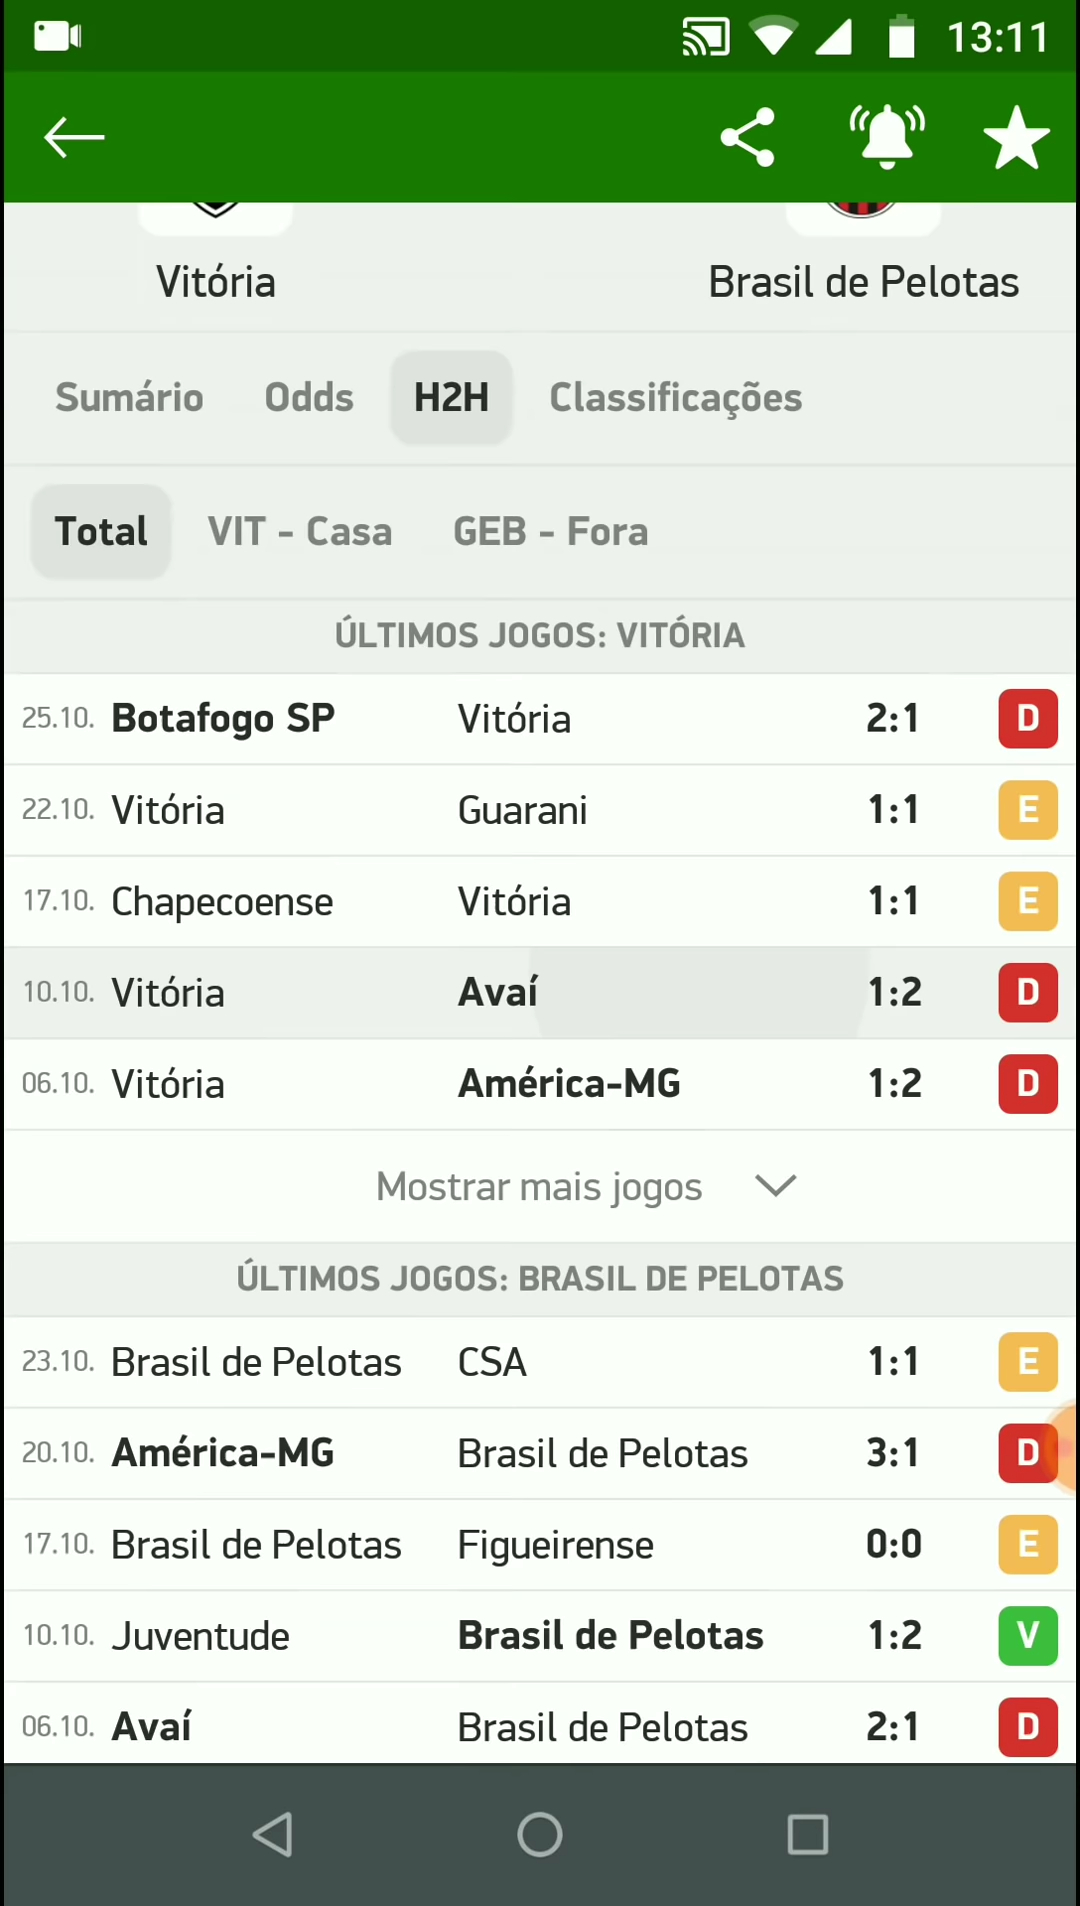 13:11
Vitória Brasil de Pelotas
Sumário Odds H2H Classificações
Total VIT - Casa GEB - Fora
ÚLTIMOS JOGOS: VITÓRIA
25.10. Botafogo SP Vitória 2:1 D
22.10. Vitória Guarani 1:1 E
17.10. Chapecoense Vitória 1:1 E
10.10. Vitória Avaí 1:2 D
06.10. Vitória América-MG 1:2 D
Mostrar mais jogos
ÚLTIMOS JOGOS: BRASIL DE PELOTAS
23.10. Brasil de Pelotas CSA 1:1 E
20.10. América-MG Brasil de Pelotas 3:1 D
17.10. Brasil de Pelotas Figueirense 0:0 E
10.10. Juventude Brasil de Pelotas 1:2 V
06.10. Avaí Brasil de Pelotas 2:1 D